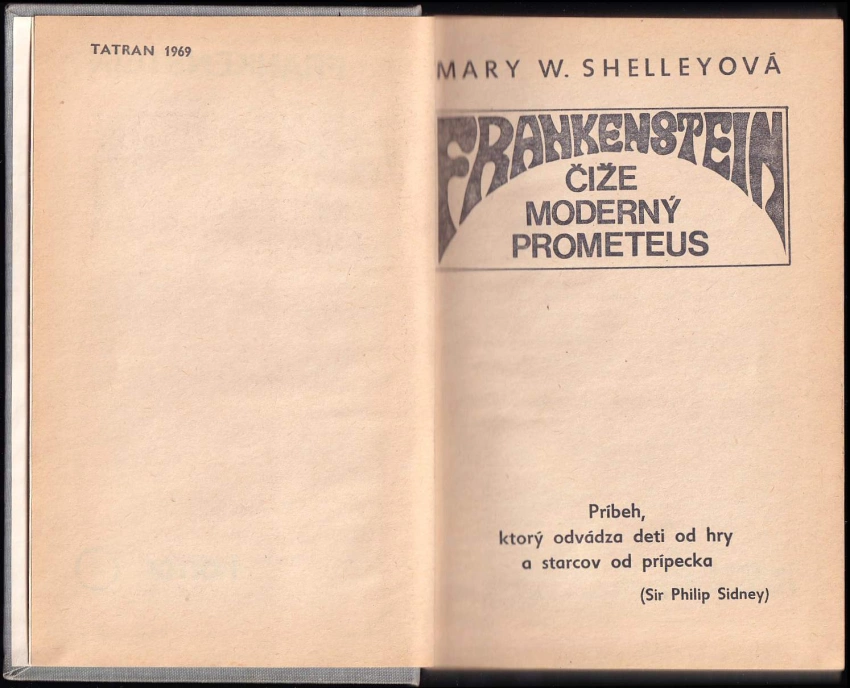 TATRAN 1969
MARY W. SHELLEYOVÁ
FRANKENSTEIN
ČIŽE
MODERNÝ
PROMETEUS
Príbeh,
ktorý odvádza deti od hry
a starcov od prípecka
(Sir Philip Sidney)